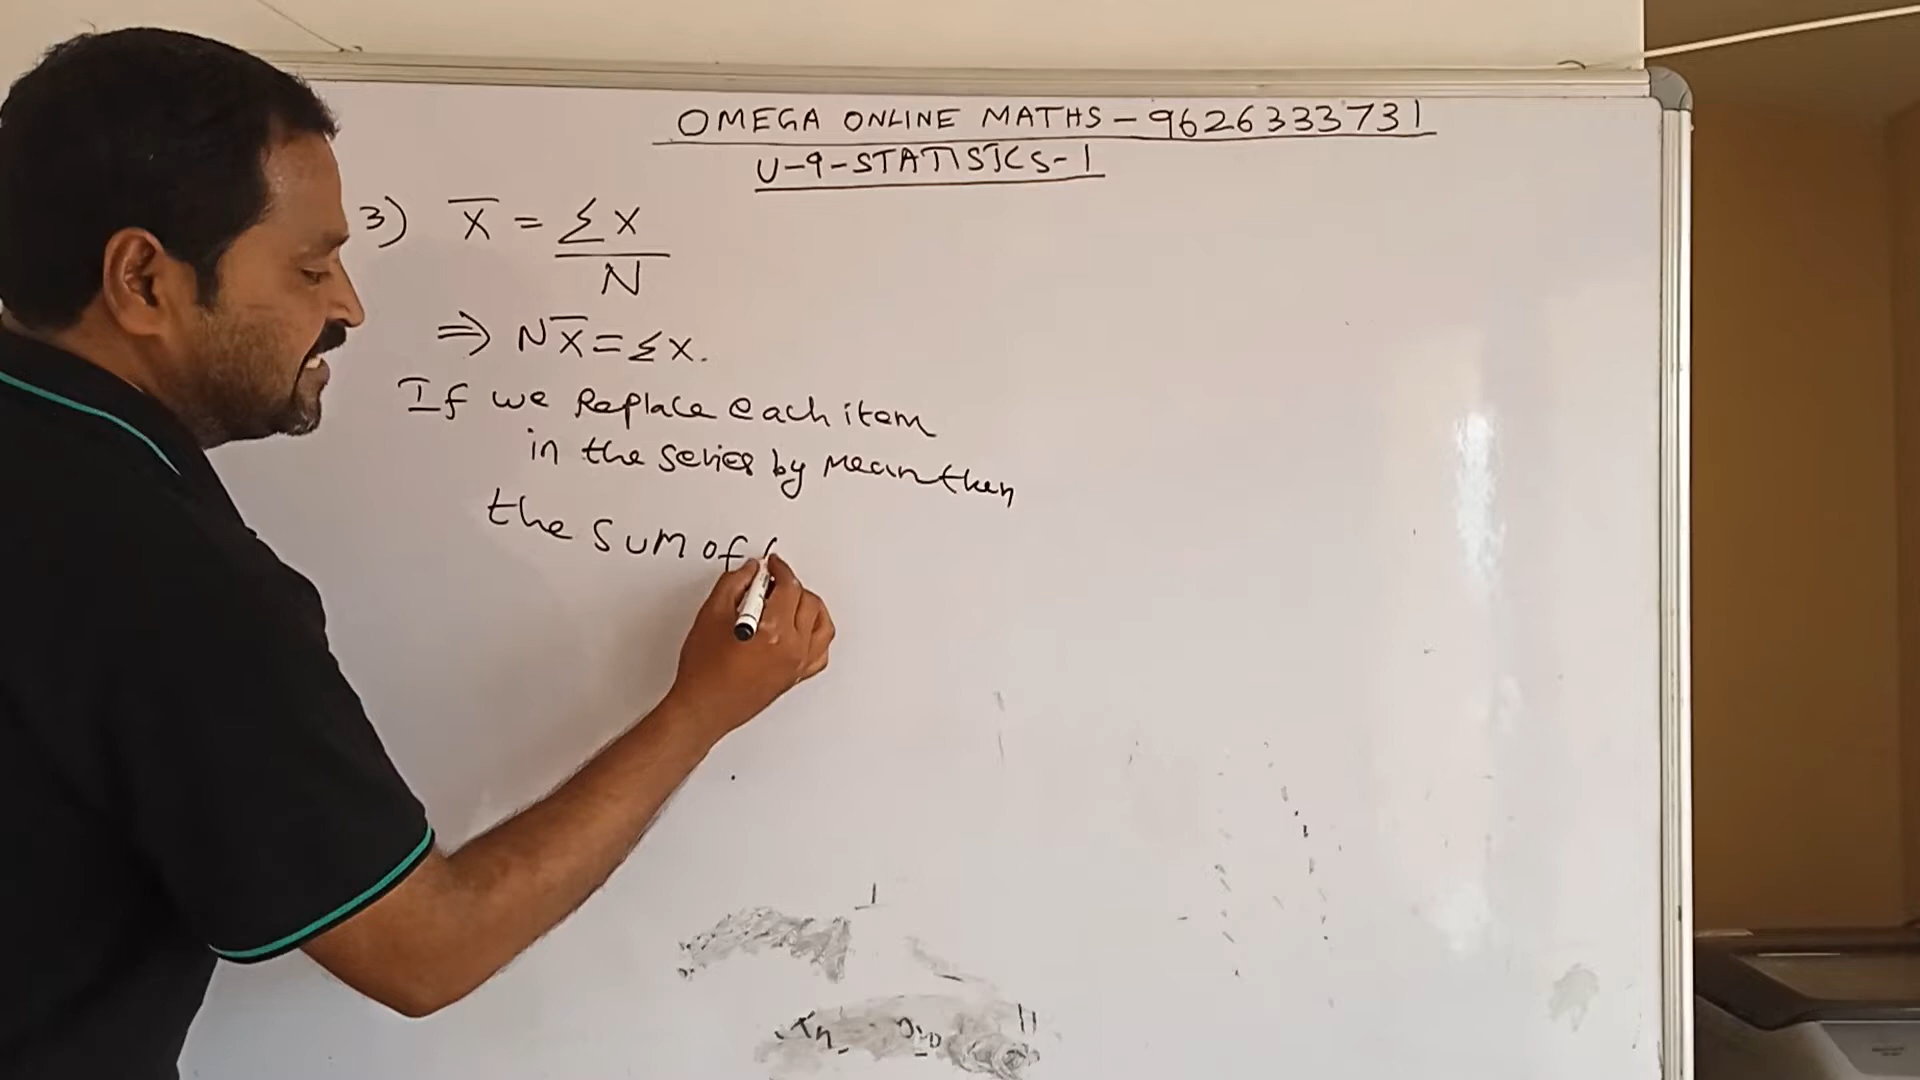 OMEGA ONLINE MATHS - 9626333731
U-9-STATISTICS-1
3) X̅ = ΣX / N
⇒ NX̅ = ΣX.
If we Replace each item
in the series by Mean then
the Sum of